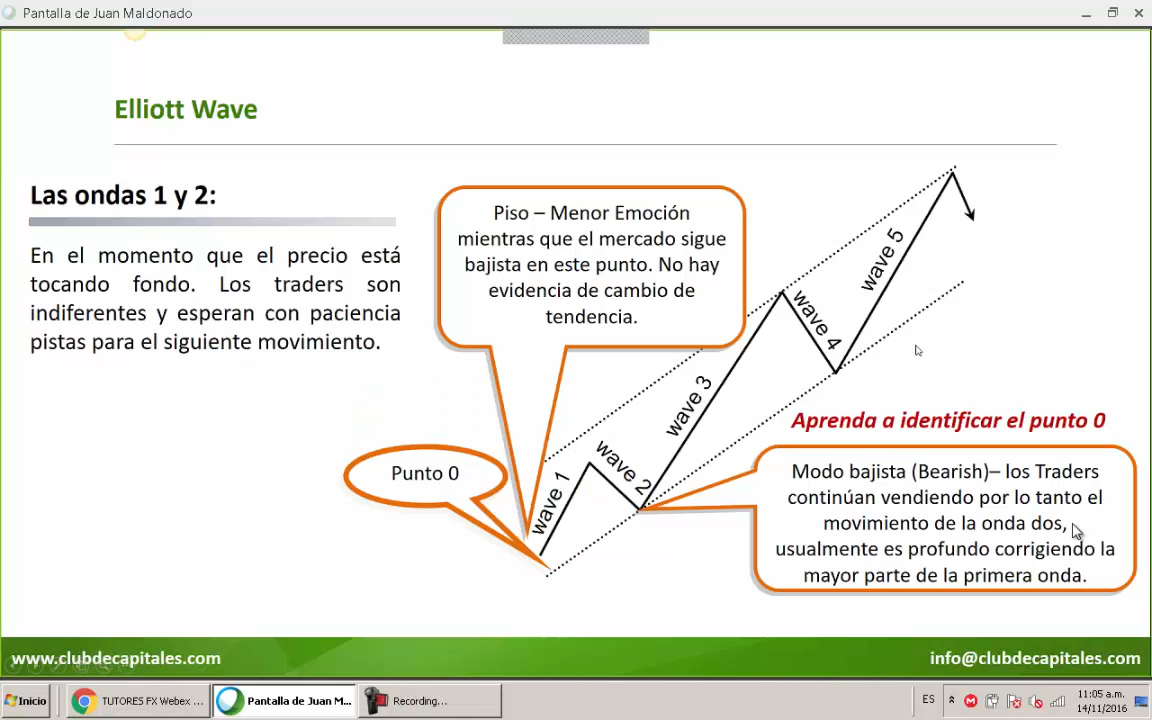 Pantalla de Juan Maldonado
Elliott Wave
Las ondas 1 y 2:
En el momento que el precio está
tocando fondo. Los traders son
indiferentes y esperan con paciencia
pistas para el siguiente movimiento.
Piso – Menor Emoción
mientras que el mercado sigue
bajista en este punto. No hay
evidencia de cambio de
tendencia.
Punto 0
wave 1
wave 2
wave 3
wave 4
wave 5
Aprenda a identificar el punto 0
Modo bajista (Bearish)– los Traders
continúan vendiendo por lo tanto el
movimiento de la onda dos,
usualmente es profundo corrigiendo la
mayor parte de la primera onda.
www.clubdecapitales.com
info@clubdecapitales.com
Inicio
TUTORES FX Webex ...
Pantalla de Juan M...
Recording...
ES
11:05 a.m.
14/11/2016